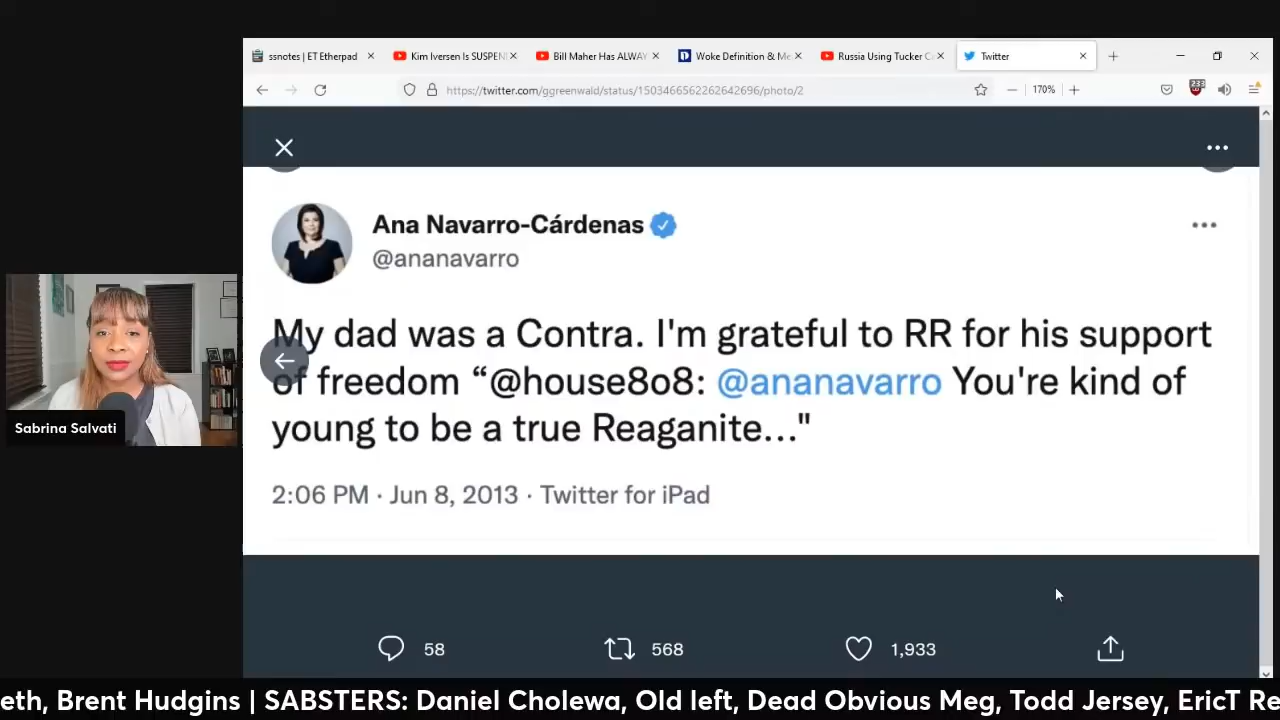 ssnotes | ET Etherpad
Kim Iversen Is SUSPEN
Bill Maher Has ALWAY
Woke Definition & Me
Russia Using Tucker C
Twitter
https://twitter.com/ggreenwald/status/1503466562262642696/photo/2
170%
Ana Navarro-Cárdenas
@ananavarro
My dad was a Contra. I'm grateful to RR for his support
of freedom “@house8o8: @ananavarro You're kind of
young to be a true Reaganite..."
2:06 PM · Jun 8, 2013 · Twitter for iPad
58
568
1,933
Sabrina Salvati
eth, Brent Hudgins | SABSTERS: Daniel Cholewa, Old left, Dead Obvious Meg, Todd Jersey, EricT Re